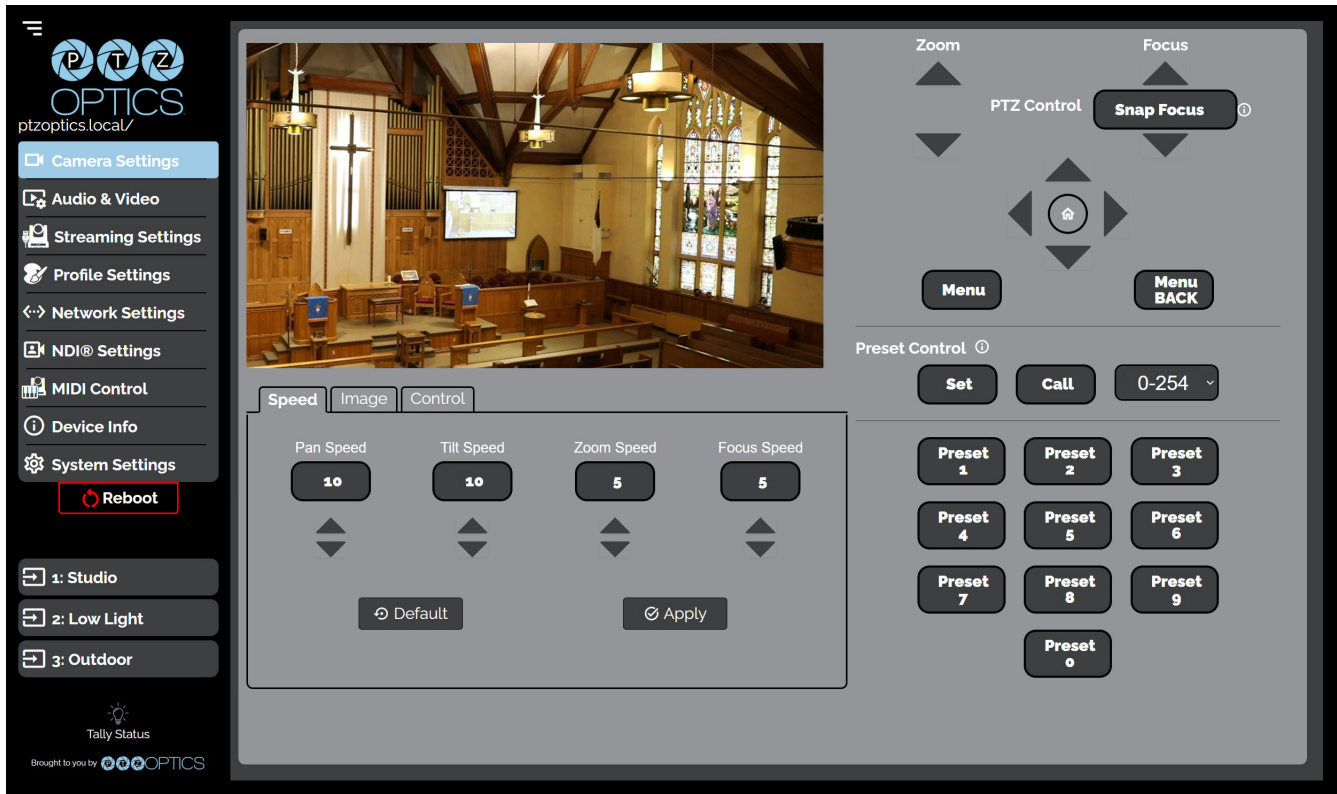 PTZ
OPTICS
ptzoptics.local/
Camera Settings
Audio & Video
Streaming Settings
Profile Settings
Network Settings
NDI® Settings
MIDI Control
Device Info
System Settings
Reboot
1: Studio
2: Low Light
3: Outdoor
Tally Status
Brought to you by PTZOPTICS
Speed Image Control
Pan Speed Tilt Speed Zoom Speed Focus Speed
10 10 5 5
Default Apply
Zoom Focus
PTZ Control Snap Focus
Menu Menu
BACK
Preset Control
Set Call 0-254
Preset Preset Preset
1 2 3
Preset Preset Preset
4 5 6
Preset Preset Preset
7 8 9
Preset
0